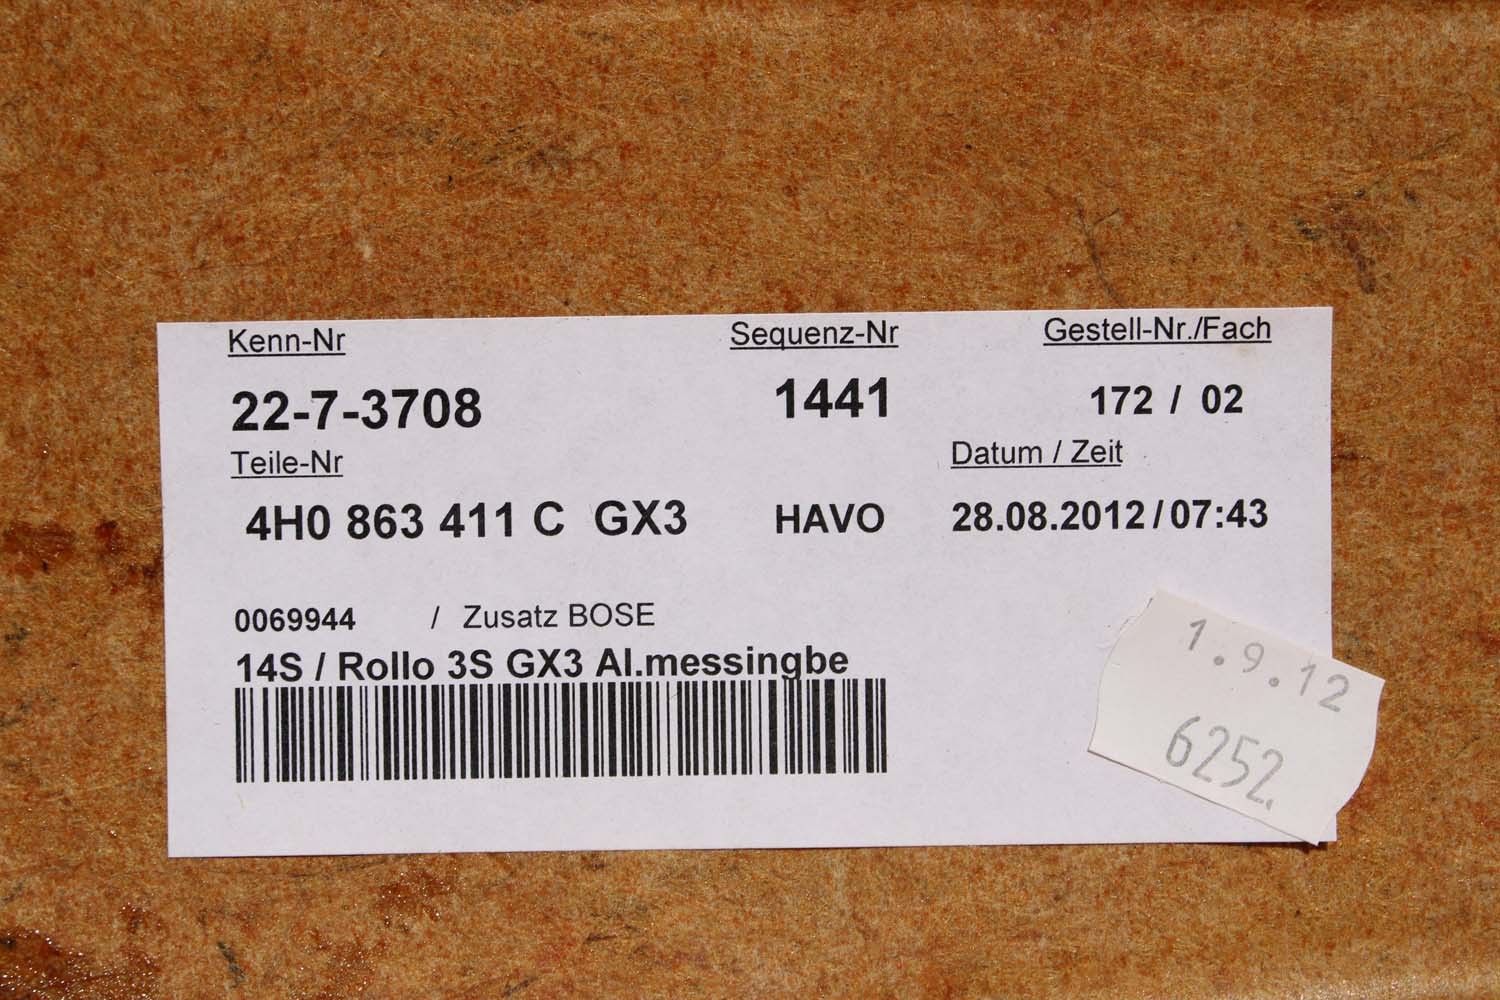 Kenn-Nr Sequenz-Nr Gestell-Nr./Fach
22-7-3708 1441 172 / 02
Teile-Nr Datum / Zeit
4H0 863 411 C GX3 HAVO 28.08.2012/07:43
0069944 / Zusatz BOSE
14S / Rollo 3S GX3 Al.messingbe
1.9.12
6252.